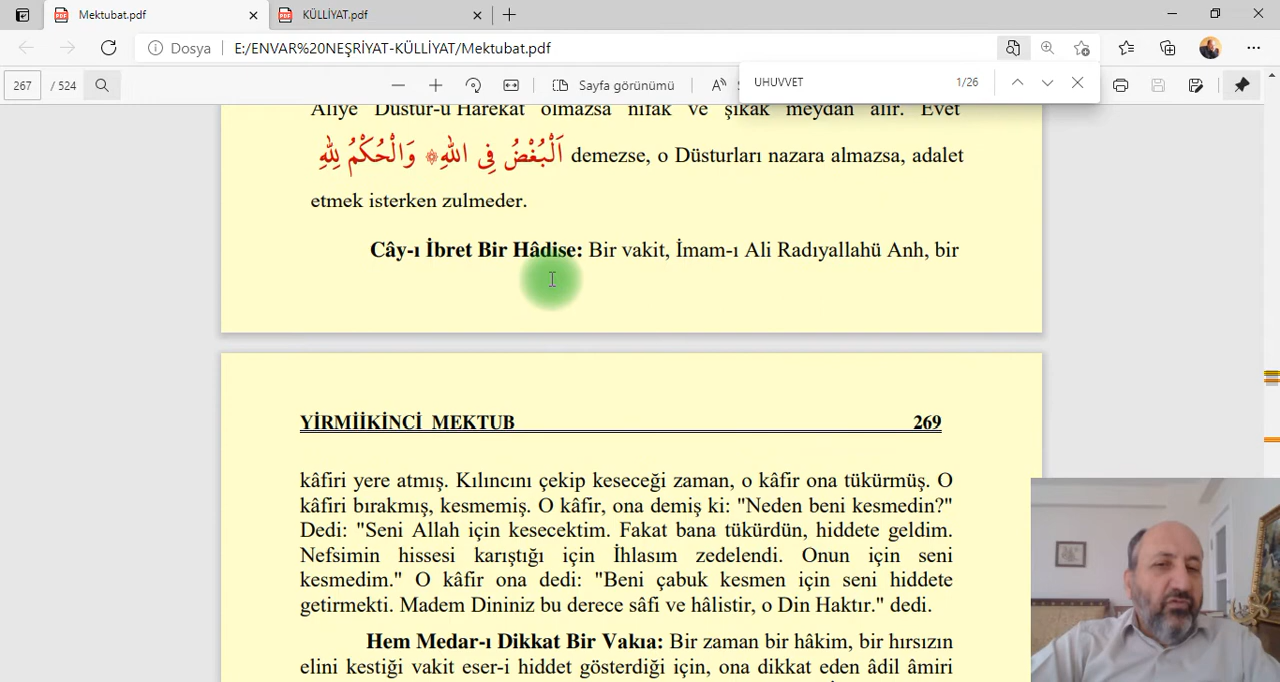 Mektubat.pdf
KÜLLİYAT.pdf
Dosya
E:/ENVAR%20NEŞRİYAT-KÜLLİYAT/Mektubat.pdf
267 / 524
Sayfa görünümü
UHUVVET 1/26
Aliye Düstur-u Harekât olmazsa nifak ve şikak meydan alır. Evet
اَلْبُغْضُ فِى اللهِ ۞ وَالْحُكْمُ لِلّٰهِ demezse, o Düsturları nazara almazsa, adalet
etmek isterken zulmeder.
Cây-ı İbret Bir Hâdise: Bir vakit, İmam-ı Ali Radıyallahü Anh, bir
YİRMİİKİNCİ MEKTUB 269
kâfiri yere atmış. Kılıncını çekip keseceği zaman, o kâfir ona tükürmüş. O
kâfiri bırakmış, kesmemiş. O kâfir, ona demiş ki: "Neden beni kesmedin?"
Dedi: "Seni Allah için kesecektim. Fakat bana tükürdün, hiddete geldim.
Nefsimin hissesi karıştığı için İhlasım zedelendi. Onun için seni
kesmedim." O kâfir ona dedi: "Beni çabuk kesmen için seni hiddete
getirmekti. Madem Dininiz bu derece sâfi ve hâlistir, o Din Haktır." dedi.
Hem Medar-ı Dikkat Bir Vakıa: Bir zaman bir hâkim, bir hırsızın
elini kestiği vakit eser-i hiddet gösterdiği için, ona dikkat eden âdil âmiri